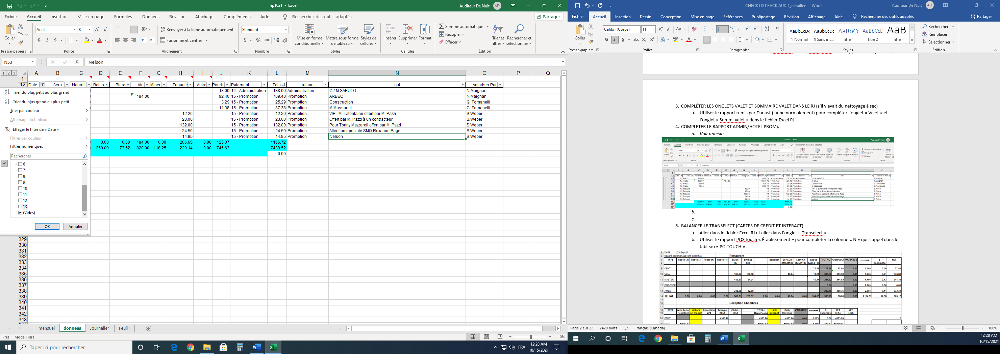 hp1021 - Excel
Auditeur De Nuit AD
Fichier Accueil Insertion Mise en page Formules Données Révision Affichage Compléments Aide Rechercher des outils adaptés Partager
Coller
Presse-papiers
Arial 8
G I S
Police
Renvoyer à la ligne automatiquement
Fusionner et centrer
Alignement
Standard
$ % 000
Nombre
Mise en forme conditionnelle
Mettre sous forme de tableau
Styles de cellules
Styles
Insérer Supprimer Format
Cellules
Somme automatique
Recopier
Effacer
Trier et filtrer
Rechercher et sélectionner
Édition
N53 fx Nelson
1 2 3 A B C D E F G H I J K L M N O P Q
1
12 Date Aera Nourritu Boiss Biere Vin Minera Tabagie Autre Pourbo Paiement Tota raison qui Autoriser Par
18.00 14 - Administration 138.00 Administration G2 M SAPUTO N.Maignan
184.00 92.40 15 - Promotion 709.40 Promotion ARBEC N.Maignan
3.29 15 - Promotion 25.29 Promotion Construction G. Tomanelli
11.38 15 - Promotion 87.38 Promotion M Massareli G. Tomanelli
12.20 15 - Promotion 12.20 Promotion VIP : M. Lafontaine offert par M. Pazzi S.Weber
23.00 15 - Promotion 23.00 Promotion Offert par M. Pazzi à un contracteur S.Weber
132.00 15 - Promotion 132.00 Promotion Pour Tonny Mazzareli offert par M. Pazzi S.Weber
24.50 15 - Promotion 24.50 Promotion Attention spéciale SMQ Roxanne Pagé S.Weber
14.95 15 - Promotion 14.95 Promotion Nelson S.Weber
0.00 0.00 184.00 0.00 206.65 0.00 125.07 1166.72
1259.00 73.52 820.00 118.25 220.14 0.00 746.63 7439.52
0.00
Trier du plus petit au plus grand
Trier du plus grand au plus petit
Trier par couleur
Affichage du tableau
Effacer le filtre de « Date »
Filtrer par couleur
Filtres numériques
Rechercher
6
7
8
9
10
11
12
13
(Vides)
OK Annuler
329
330
331
332
333
334
335
336
337
338
339
340
341
342
343
mensuel données Journalier Feuil1
Prêt Mode Filtre 110%
Taper ici pour rechercher
FRA 12:28 AM
10/15/2021
CHECK LIST BACK AUDIT_detaillee - Word
Auditeur De Nuit AD
Fichier Accueil Insertion Dessin Conception Mise en page Références Publipostage Révision Affichage Aide Rechercher des outils adaptés Partager
Coller
Presse-papiers
Calibri (Corps) 11
G I S abc x₂ x²
Police
Paragraphe
AaBbCcDc AaBbCcDc AaBbCc AaBbCcD AaB
¶ Normal ¶ Sans int... Titre 1 Titre 2 Titre
Styles
Rechercher
Remplacer
Sélectionner
Édition
3. COMPLÉTER LES ONGLETS VALET ET SOMMAIRE VALET DANS LE RJ (s’il y avait du nettoyage à sec)
a. Utiliser le rapport remis par Daoust (jaune normalement) pour compléter l’onglet « Valet » et
l’onglet « Somm_valet » dans le fichier Excel RJ.
4. COMPLETER LE RAPPORT ADMIN/HOTEL PROM).
a. Voir annexe
b.
c.
5. BALANCER LE TRANSELECT (CARTES DE CREDIT ET INTERACT)
a. Aller dans le fichier Excel RJ et aller dans l’onglet « Transelect »
b. Utiliser le rapport POSitouch « Établissement » pour compléter la colonne « N » qui s’appel dans le
tableau « POITOUCH »
5 DATE: 24-Sep-21
6 Restaurant
7 TYPE Resto (2) Resto (3) Resto (1) Resto (4) BAR(6) BAR(5) Banquet Serv.Ch Serv.Ch Spesa TOTAL POSITOUCH VARIANCE $ NET
8 137 530 BM531139 BO531139 TABLETTE escompte
9 DEBIT 77.58 77.58 77.58 0.00 0.00% 0.00 77.58
10 VISA 186.96 138.58 46.84 11.21 383.59 383.59 0.00 1.75% 6.71 376.88
11 MASTER 145.27 84.31 15.24 244.82 244.82 0.00 1.40% 3.43 241.39
12 DISCOVER 0.00 0.00 2.80% 0.00 0.00
13 AMEX 248.08 32.68 280.76 280.76 0.00 2.65% 7.44 273.32
14 TOTAL 0.00 0.00 0.00 0.00 580.31 255.57 0.00 0.00 46.84 0.00 104.03 986.75 986.8 0.00 2124.37 17.58 969.17
15
16 Réception Chambres
18 TYPE Bank Repor dollars Réception Tabagie Club L. TOTAL Link Daily VARIANCE $ NET NET
19 FuseBoxe on the net 224 K053 D053 Bank Report internet Revenue escompte GEAC LINK
20 DÉBIT 4383.26 4383.26 4383.26 0.00 0.00% 0.00 4383.26 1 2
Page 2 sur 22 2429 mots Français (Canada) 100%
12:28 AM
10/15/2021